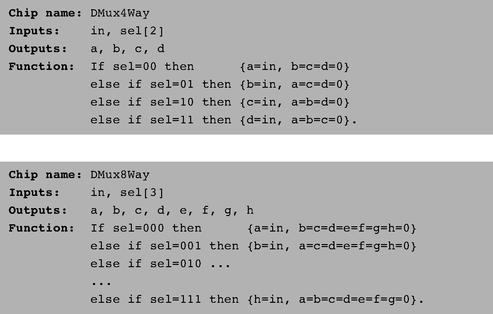 Chip name: DMux4Way
Inputs: in, sel[2]
Outputs: a, b, c, d
Function: If sel=00 then {a=in, b=c=d=0}
else if sel=01 then {b=in, a=c=d=0}
else if sel=10 then {c=in, a=b=d=0}
else if sel=11 then {d=in, a=b=c=0}.
Chip name: DMux8Way
Inputs: in, sel[3]
Outputs: a, b, c, d, e, f, g, h
Function: If sel=000 then {a=in, b=c=d=e=f=g=h=0}
else if sel=001 then {b=in, a=c=d=e=f=g=h=0}
else if sel=010 ...
...
else if sel=111 then {h=in, a=b=c=d=e=f=g=0}.